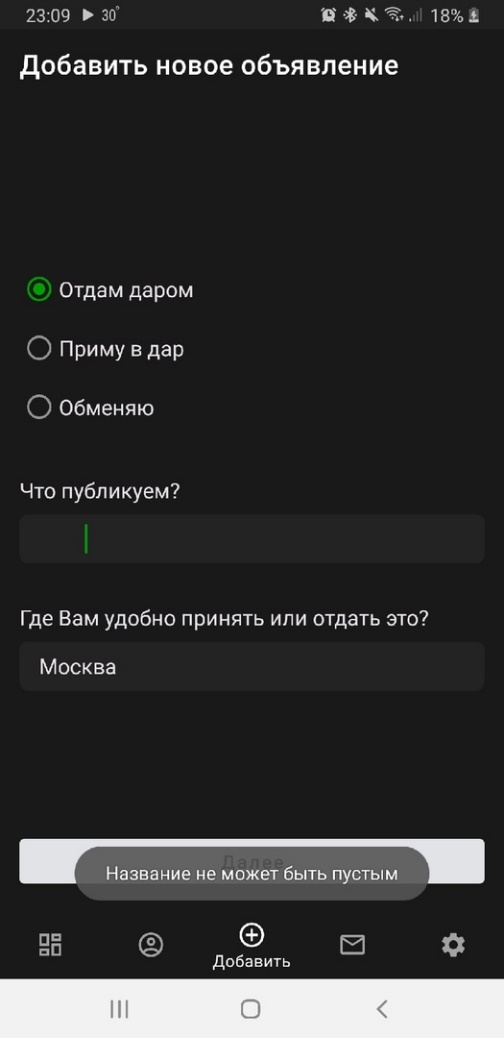 23:09 30°
18%
Добавить новое объявление
Отдам даром
Приму в дар
Обменяю
Что публикуем?
Где Вам удобно принять или отдать это?
Москва
Далее
Название не может быть пустым
Добавить